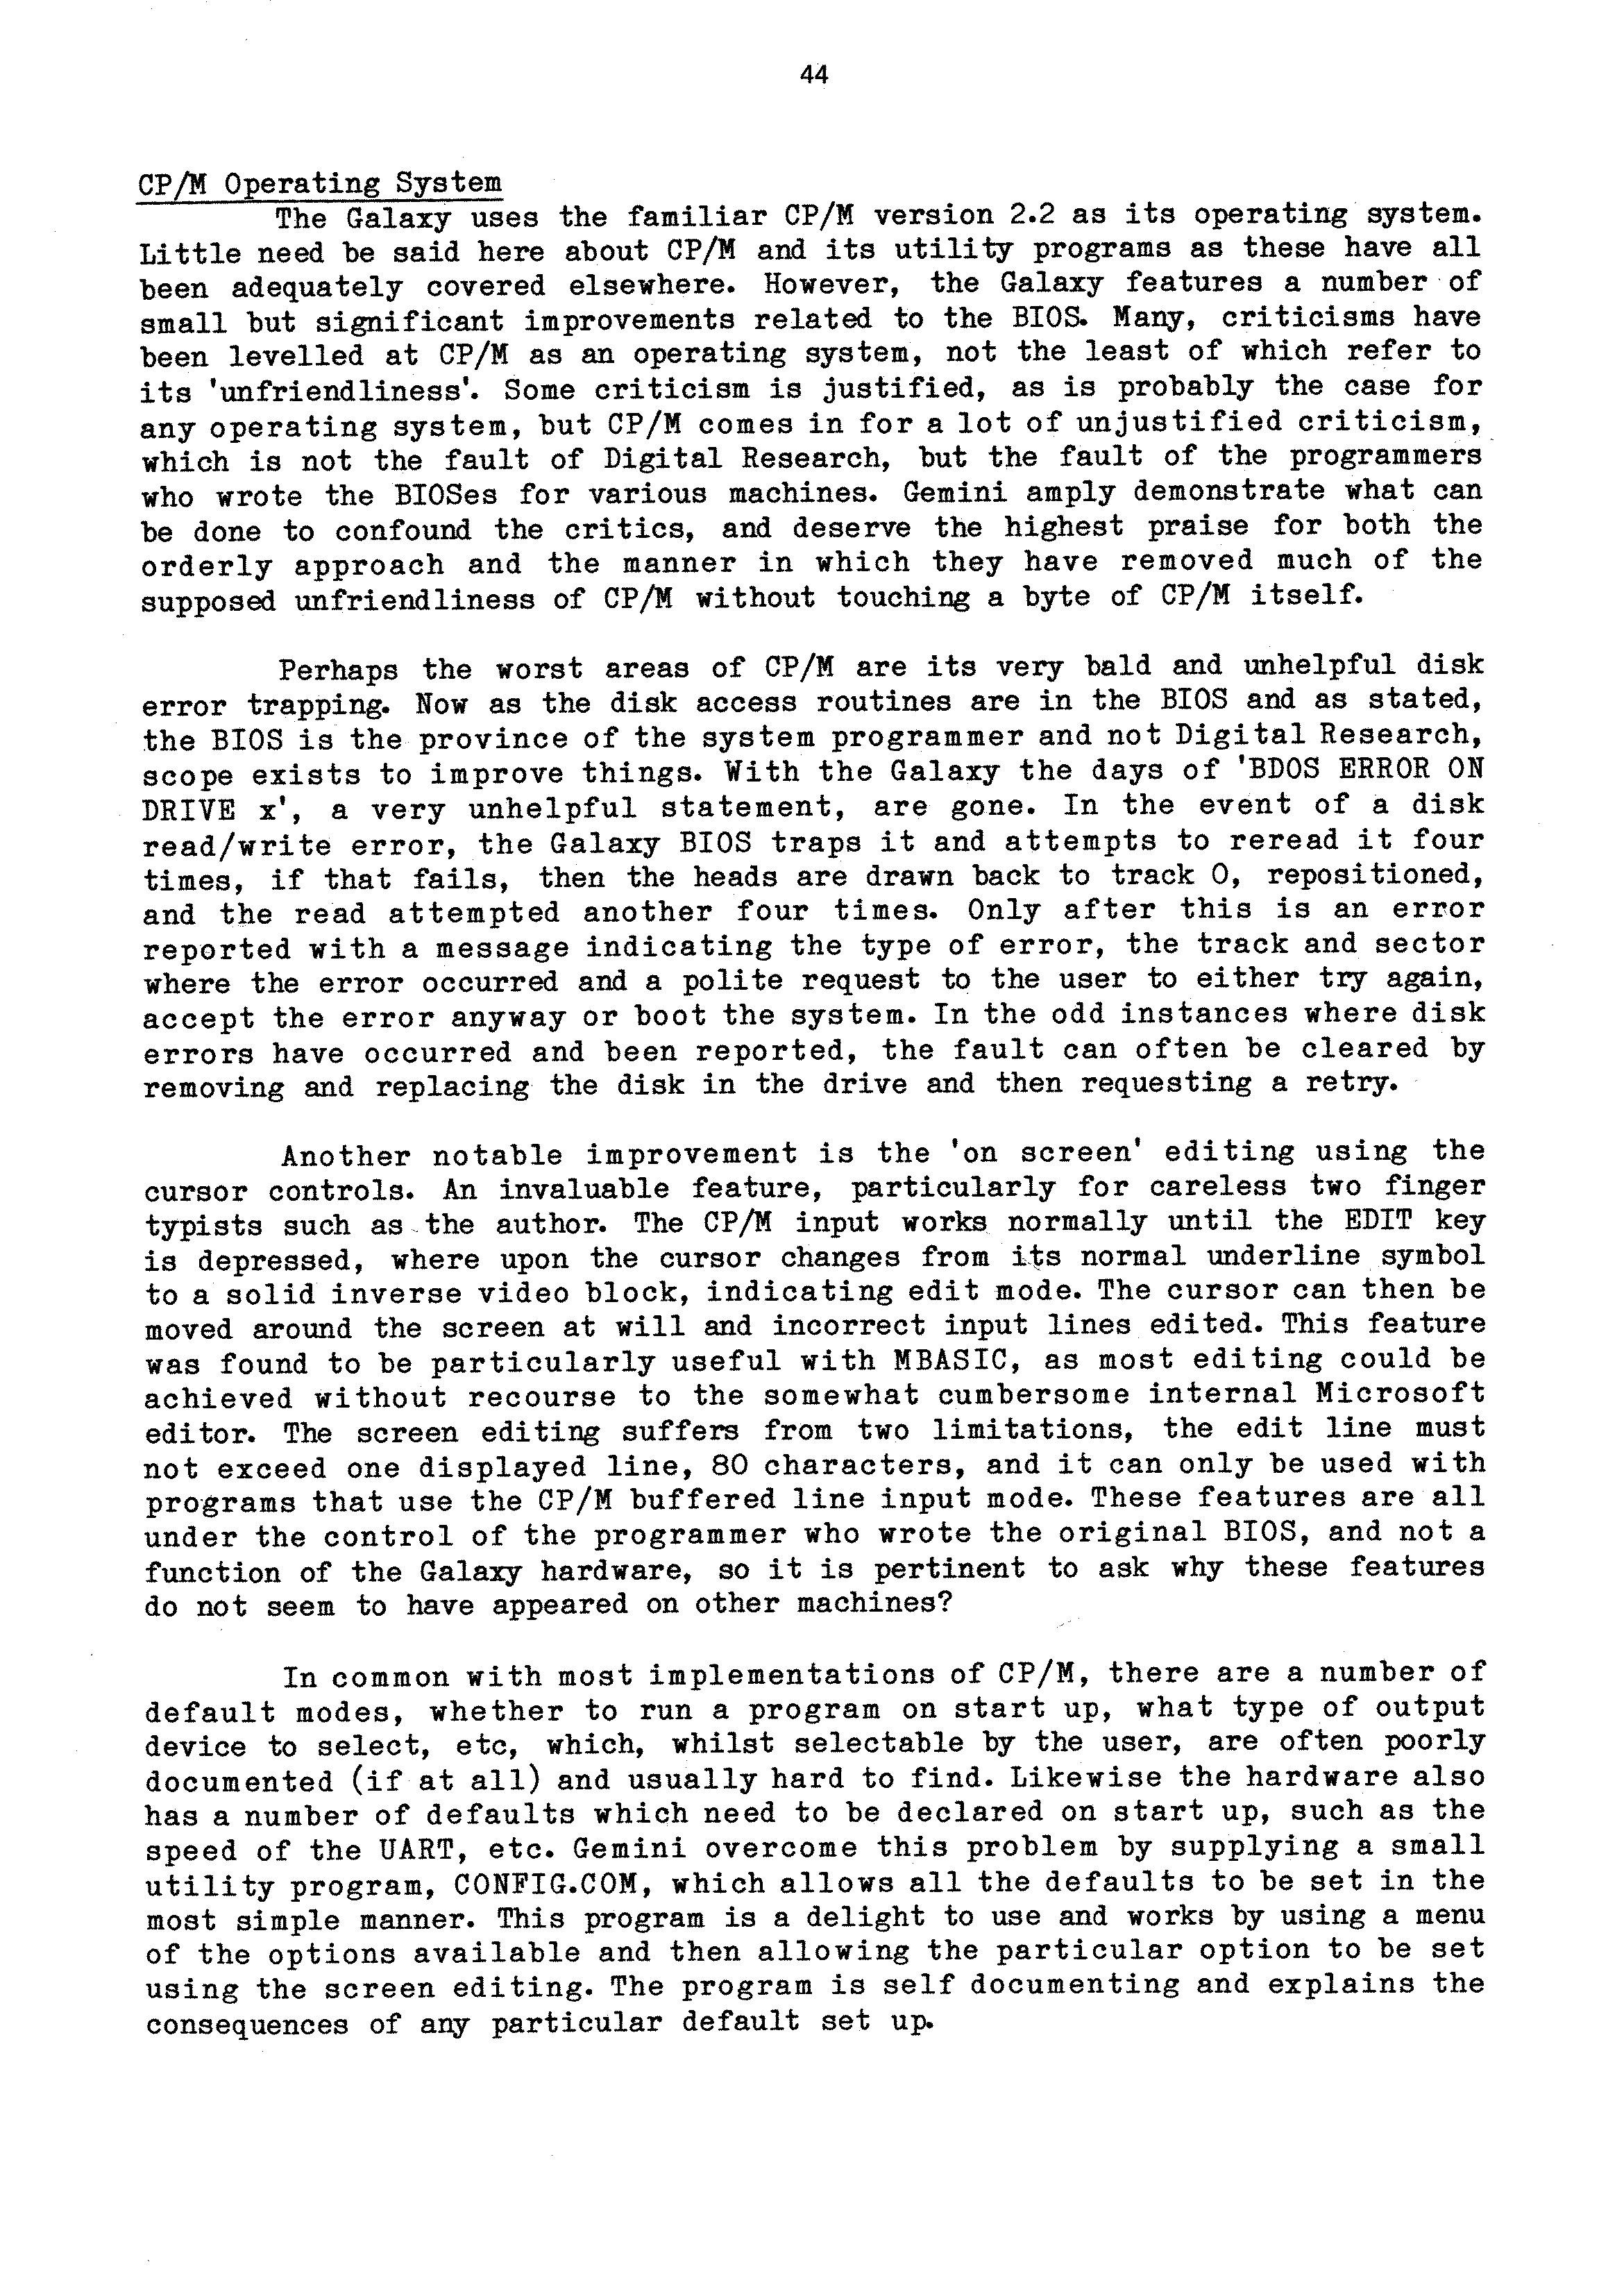 44
CP/M Operating System
The Galaxy uses the familiar CP/M version 2.2 as its operating system.
Little need be said here about CP/M and its utility programs as these have all
been adequately covered elsewhere. However, the Galaxy features a number of
small but significant improvements related to the BIOS. Many, criticisms have
been levelled at CP/M as an operating system, not the least of which refer to
its 'unfriendliness'. Some criticism is justified, as is probably the case for
any operating system, but CP/M comes in for a lot of unjustified criticism,
which is not the fault of Digital Research, but the fault of the programmers
who wrote the BIOSes for various machines. Gemini amply demonstrate what can
be done to confound the critics, and deserve the highest praise for both the
orderly approach and the manner in which they have removed much of the
supposed unfriendliness of CP/M without touching a byte of CP/M itself.
Perhaps the worst areas of CP/M are its very bald and unhelpful disk
error trapping. Now as the disk access routines are in the BIOS and as stated,
the BIOS is the province of the system programmer and not Digital Research,
scope exists to improve things. With the Galaxy the days of 'BDOS ERROR ON
DRIVE x', a very unhelpful statement, are gone. In the event of a disk
read/write error, the Galaxy BIOS traps it and attempts to reread it four
times, if that fails, then the heads are drawn back to track 0, repositioned,
and the read attempted another four times. Only after this is an error
reported with a message indicating the type of error, the track and sector
where the error occurred and a polite request to the user to either try again,
accept the error anyway or boot the system. In the odd instances where disk
errors have occurred and been reported, the fault can often be cleared by
removing and replacing the disk in the drive and then requesting a retry.
Another notable improvement is the 'on screen' editing using the
cursor controls. An invaluable feature, particularly for careless two finger
typists such as the author. The CP/M input works normally until the EDIT key
is depressed, where upon the cursor changes from its normal underline symbol
to a solid inverse video block, indicating edit mode. The cursor can then be
moved around the screen at will and incorrect input lines edited. This feature
was found to be particularly useful with MBASIC, as most editing could be
achieved without recourse to the somewhat cumbersome internal Microsoft
editor. The screen editing suffers from two limitations, the edit line must
not exceed one displayed line, 80 characters, and it can only be used with
programs that use the CP/M buffered line input mode. These features are all
under the control of the programmer who wrote the original BIOS, and not a
function of the Galaxy hardware, so it is pertinent to ask why these features
do not seem to have appeared on other machines?
In common with most implementations of CP/M, there are a number of
default modes, whether to run a program on start up, what type of output
device to select, etc, which, whilst selectable by the user, are often poorly
documented (if at all) and usually hard to find. Likewise the hardware also
has a number of defaults which need to be declared on start up, such as the
speed of the UART, etc. Gemini overcome this problem by supplying a small
utility program, CONFIG.COM, which allows all the defaults to be set in the
most simple manner. This program is a delight to use and works by using a menu
of the options available and then allowing the particular option to be set
using the screen editing. The program is self documenting and explains the
consequences of any particular default set up.